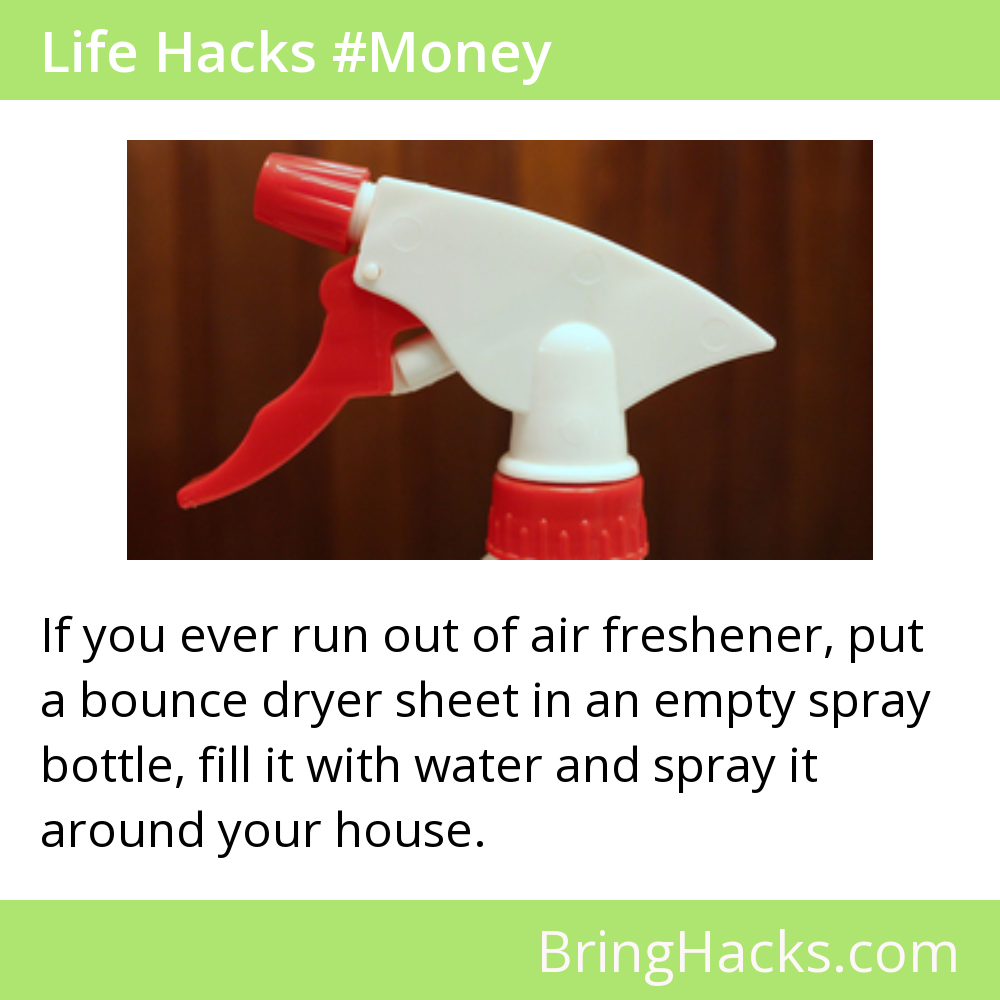 Life Hacks #Money
If you ever run out of air freshener, put
a bounce dryer sheet in an empty spray
bottle, fill it with water and spray it
around your house.
BringHacks.com